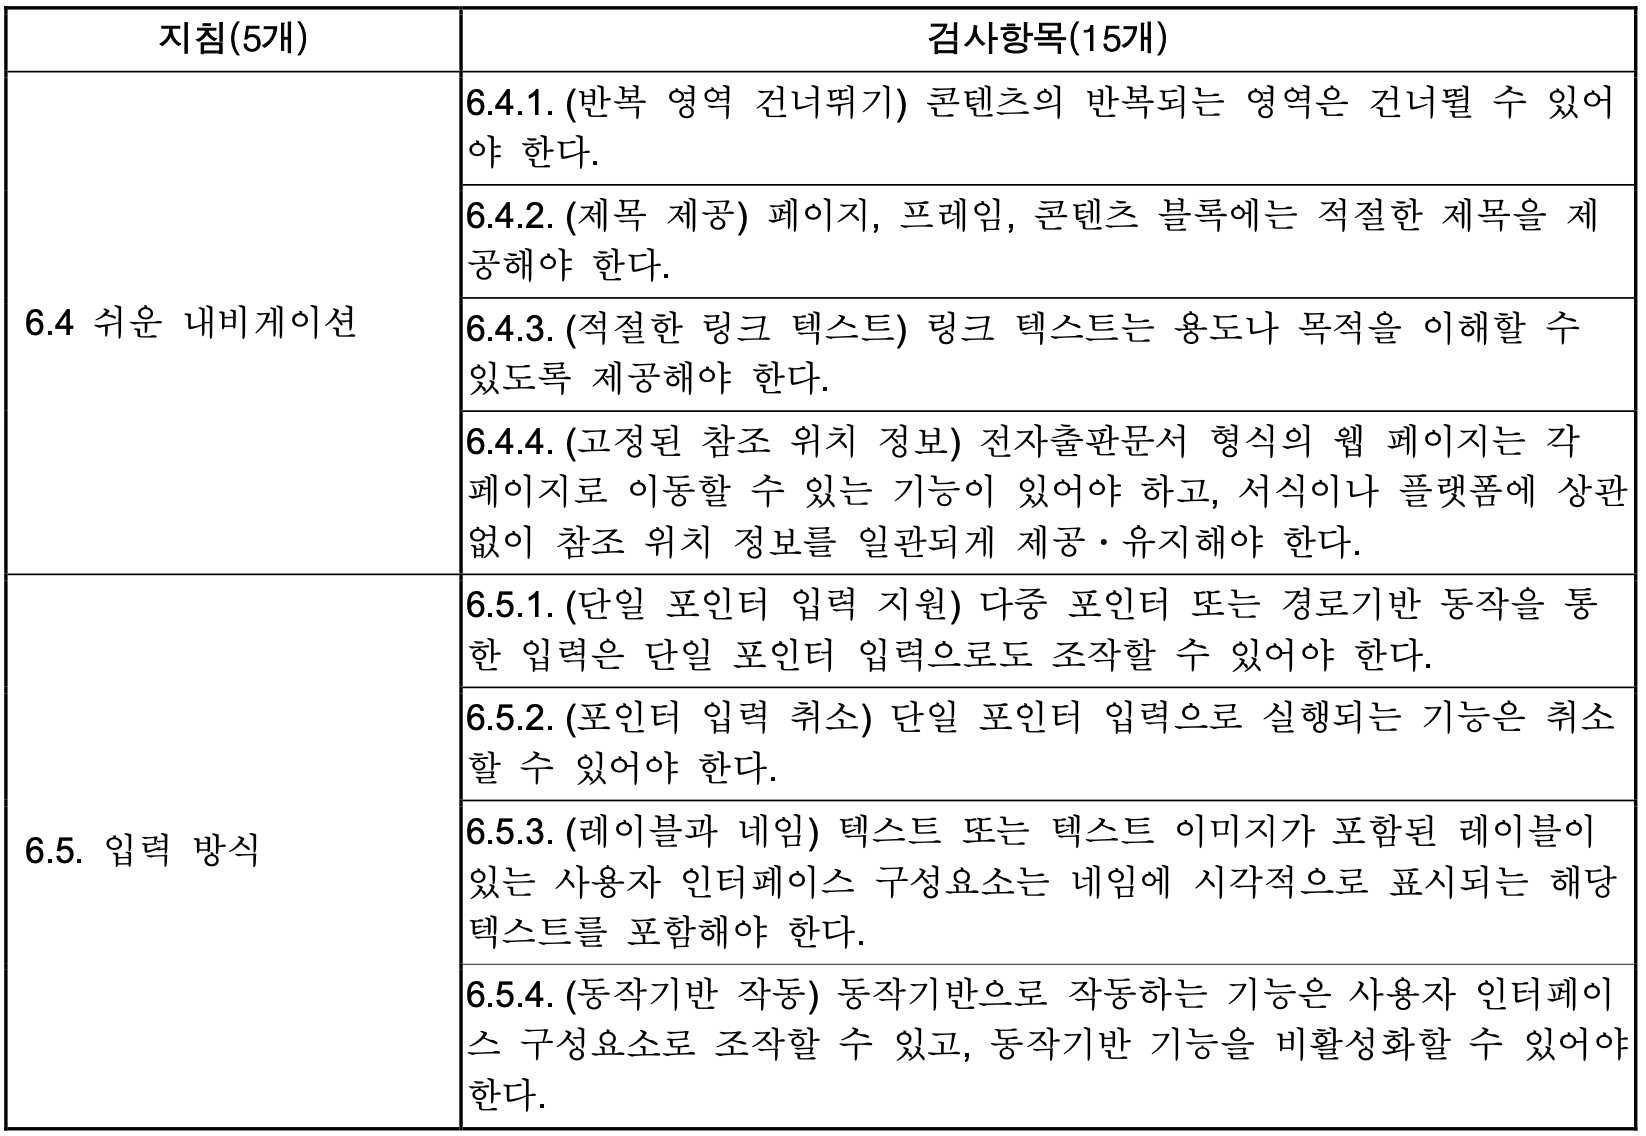 지침(5개)
검사항목(15개)
6.4 쉬운 내비게이션
6.4.1. (반복 영역 건너뛰기) 콘텐츠의 반복되는 영역은 건너뛸 수 있어
야 한다.
6.4.2. (제목 제공) 페이지, 프레임, 콘텐츠 블록에는 적절한 제목을 제
공해야 한다.
6.4.3. (적절한 링크 텍스트) 링크 텍스트는 용도나 목적을 이해할 수
있도록 제공해야 한다.
6.4.4. (고정된 참조 위치 정보) 전자출판문서 형식의 웹 페이지는 각
페이지로 이동할 수 있는 기능이 있어야 하고, 서식이나 플랫폼에 상관
없이 참조 위치 정보를 일관되게 제공·유지해야 한다.
6.5. 입력 방식
6.5.1. (단일 포인터 입력 지원) 다중 포인터 또는 경로기반 동작을 통
한 입력은 단일 포인터 입력으로도 조작할 수 있어야 한다.
6.5.2. (포인터 입력 취소) 단일 포인터 입력으로 실행되는 기능은 취소
할 수 있어야 한다.
6.5.3. (레이블과 네임) 텍스트 또는 텍스트 이미지가 포함된 레이블이
있는 사용자 인터페이스 구성요소는 네임에 시각적으로 표시되는 해당
텍스트를 포함해야 한다.
6.5.4. (동작기반 작동) 동작기반으로 작동하는 기능은 사용자 인터페이
스 구성요소로 조작할 수 있고, 동작기반 기능을 비활성화할 수 있어야
한다.